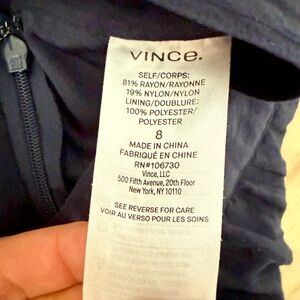 VINCE.
SELF/CORPS:
81% RAYON/RAYONNE
19% NYLON/NYLON
LINING/DOUBLURE:
100% POLYESTER/
POLYESTER
8
MADE IN CHINA
FABRIQUÉ EN CHINE
RN#106730
Vince, LLC
500 Fifth Avenue, 20th Floor
New York, NY 10110
SEE REVERSE FOR CARE
VOIR AU VERSO POUR LES SOINS